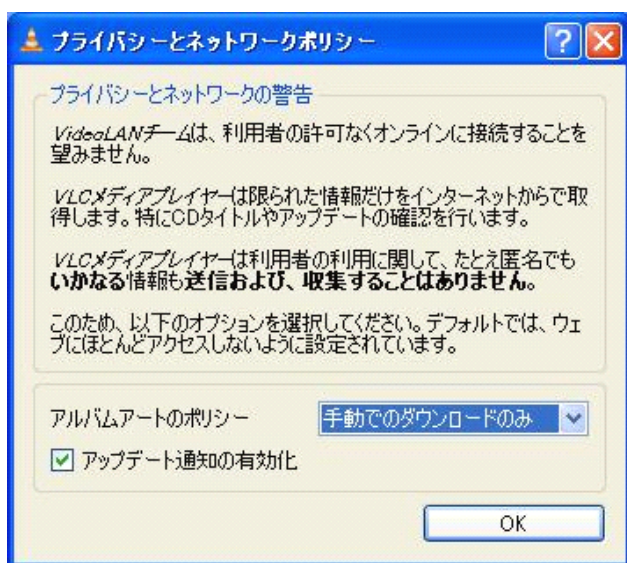 プライバシーとネットワークポリシー
プライバシーとネットワークの警告
VideoLANチームは、利用者の許可なくオンラインに接続することを
望みません。
VLCメディアプレイヤーは限られた情報だけをインターネットからで取
得します。特にCDタイトルやアップデートの確認を行います。
VLCメディアプレイヤーは利用者の利用に関して、たとえ匿名でも
いかなる情報も送信および、収集することはありません。
このため、以下のオプションを選択してください。デフォルトでは、ウェ
ブにほとんどアクセスしないように設定されています。
アルバムアートのポリシー 手動でのダウンロードのみ
アップデート通知の有効化
OK